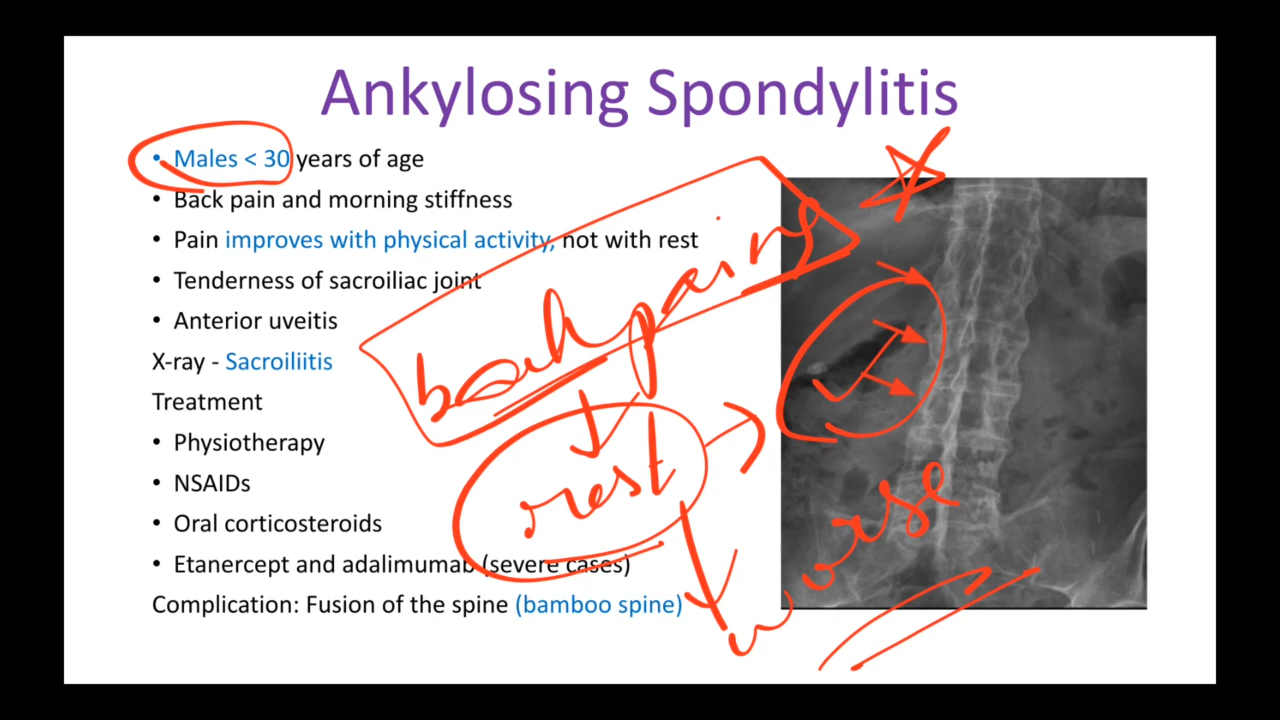 Ankylosing Spondylitis
• Males < 30 years of age
• Back pain and morning stiffness
• Pain improves with physical activity, not with rest
• Tenderness of sacroiliac joint
• Anterior uveitis
X-ray - Sacroiliitis
Treatment
• Physiotherapy
• NSAIDs
• Oral corticosteroids
• Etanercept and adalimumab (severe cases)
Complication: Fusion of the spine (bamboo spine)
back pain
rest
worse